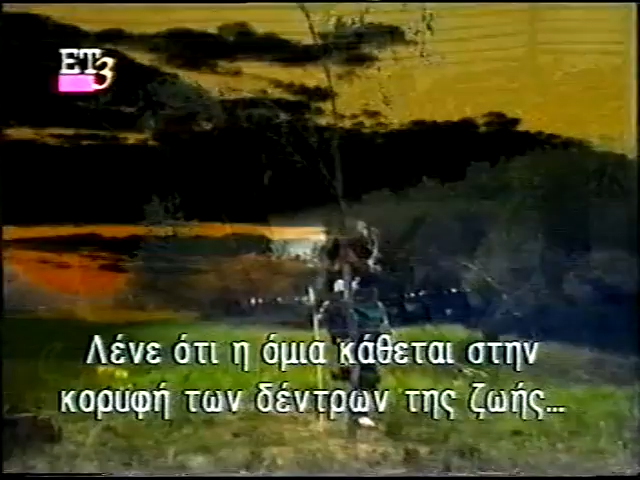 ET3
Λένε ότι η όμια κάθεται στην
κορυφή των δέντρων της ζωής...